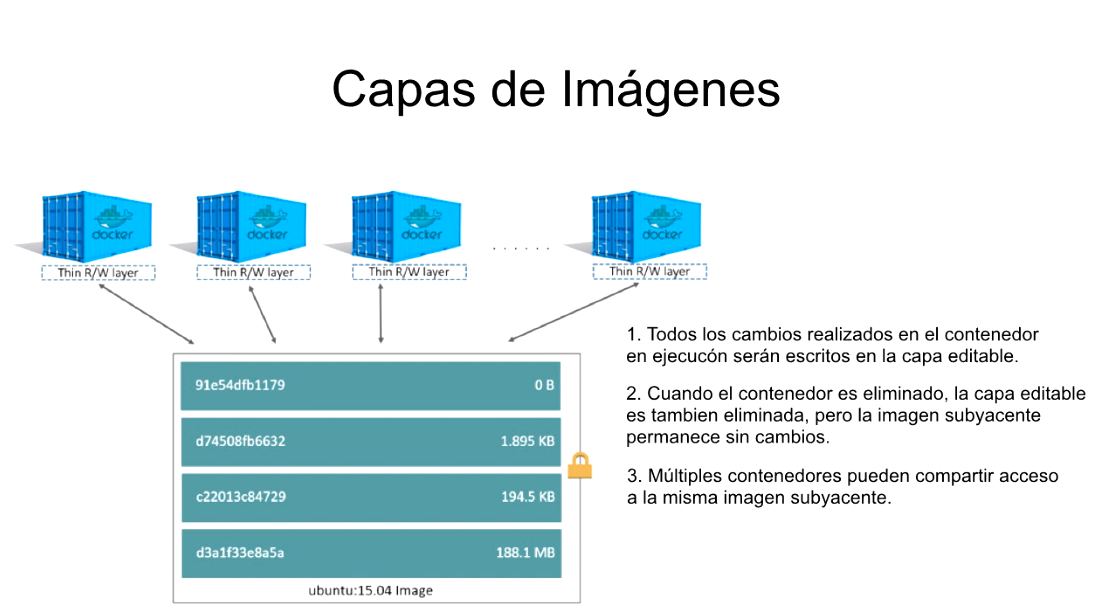 Capas de Imágenes
docker
docker
docker
. . . . . .
docker
Thin R/W layer
Thin R/W layer
Thin R/W layer
Thin R/W layer
91e54dfb1179 0 B
d74508fb6632 1.895 KB
c22013c84729 194.5 KB
d3a1f33e8a5a 188.1 MB
ubuntu:15.04 Image
1. Todos los cambios realizados en el contenedor
en ejecucón serán escritos en la capa editable.
2. Cuando el contenedor es eliminado, la capa editable
es tambien eliminada, pero la imagen subyacente
permanece sin cambios.
3. Múltiples contenedores pueden compartir acceso
a la misma imagen subyacente.